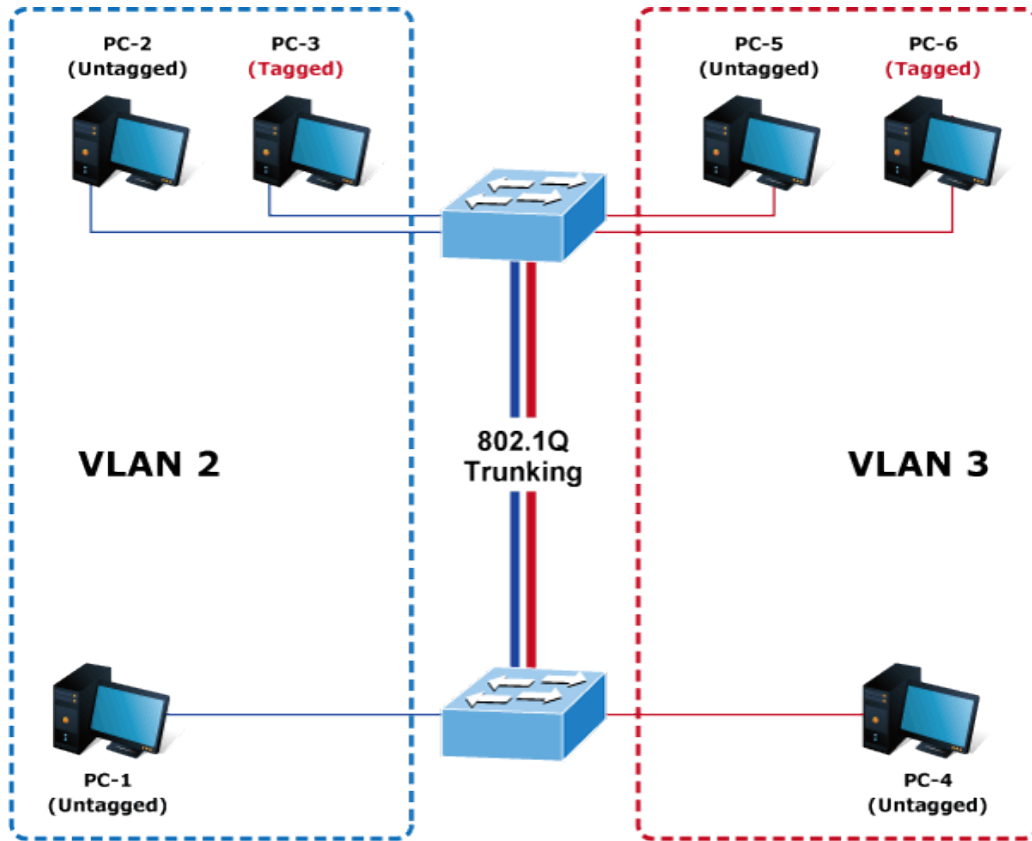 PC-2
(Untagged)
PC-3
(Tagged)
PC-5
(Untagged)
PC-6
(Tagged)
802.1Q
Trunking
VLAN 2
VLAN 3
PC-1
(Untagged)
PC-4
(Untagged)